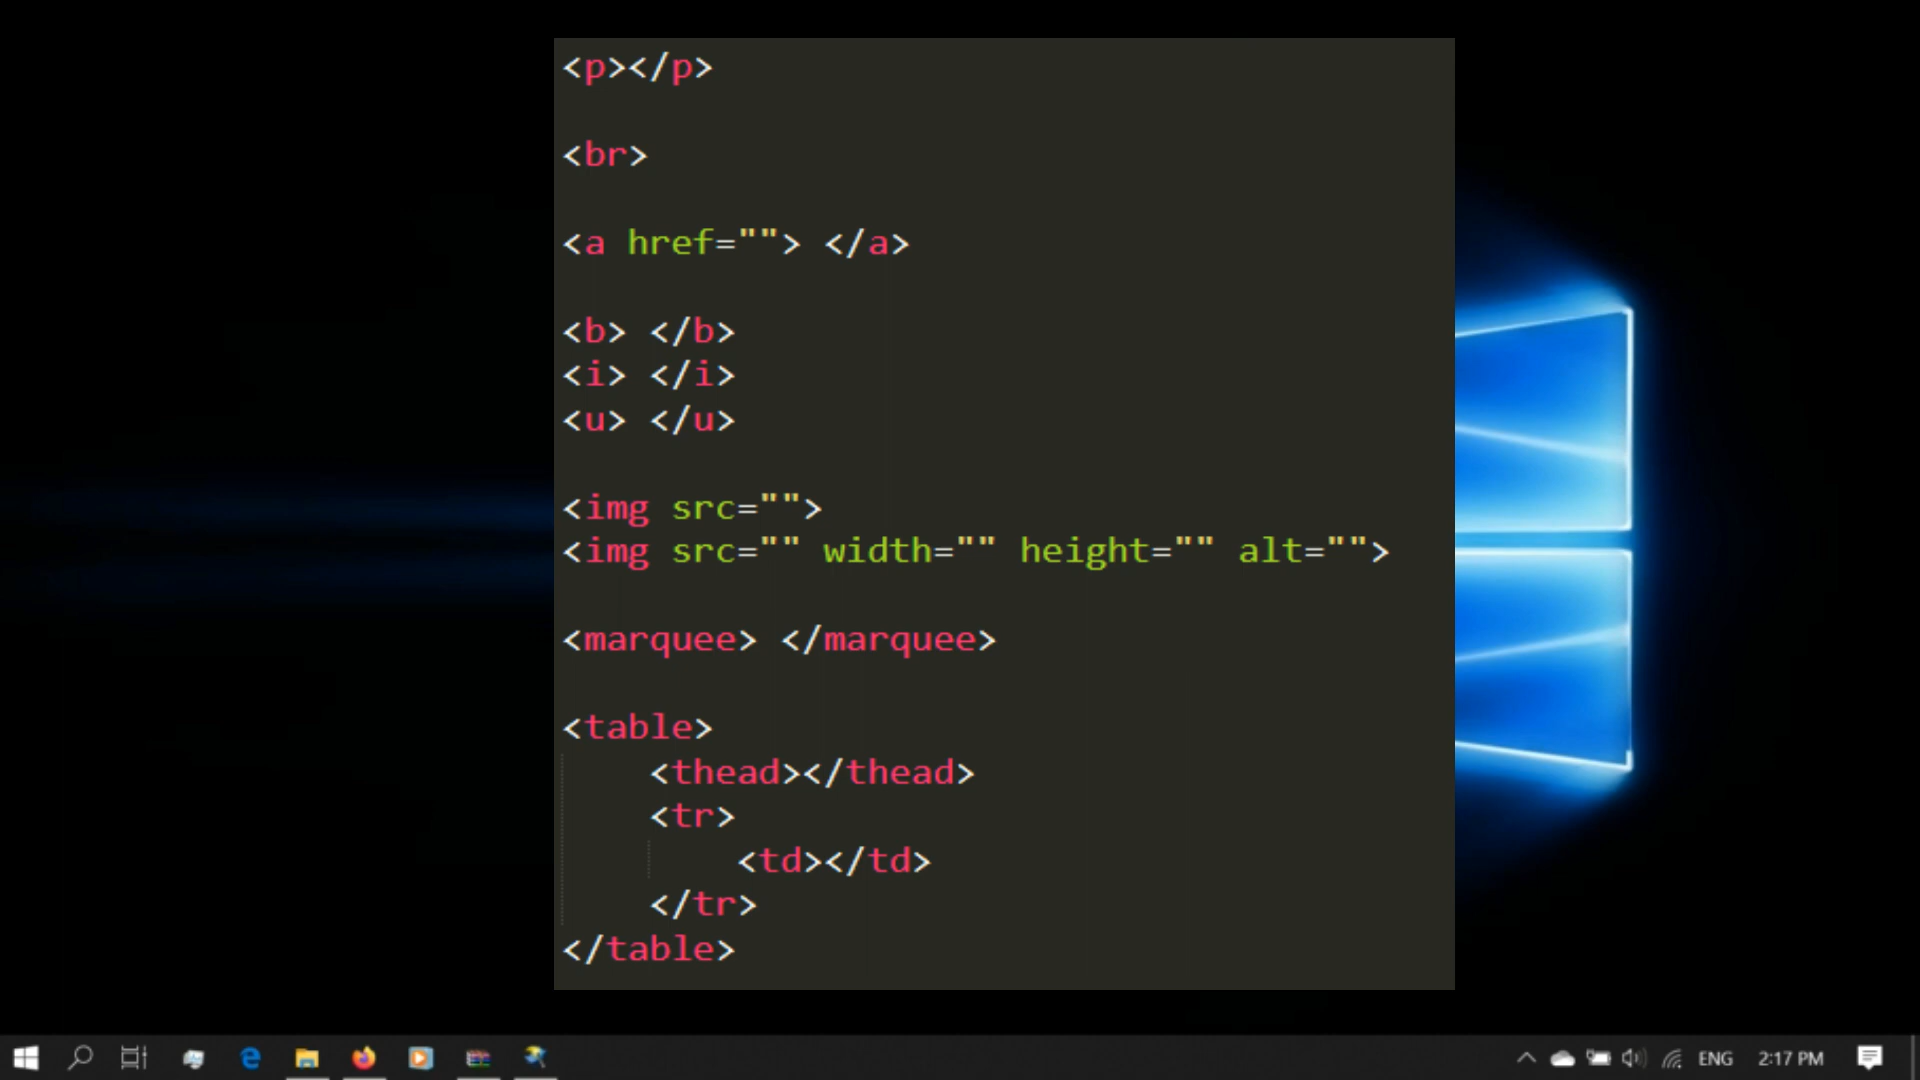 <p></p>
<br>
<a href=""> </a>
<b> </b>
<i> </i>
<u> </u>
<img src="">
<img src="" width="" height="" alt="">
<marquee> </marquee>
<table>
    <thead></thead>
    <tr>
        <td></td>
    </tr>
</table>
ENG 2:17 PM